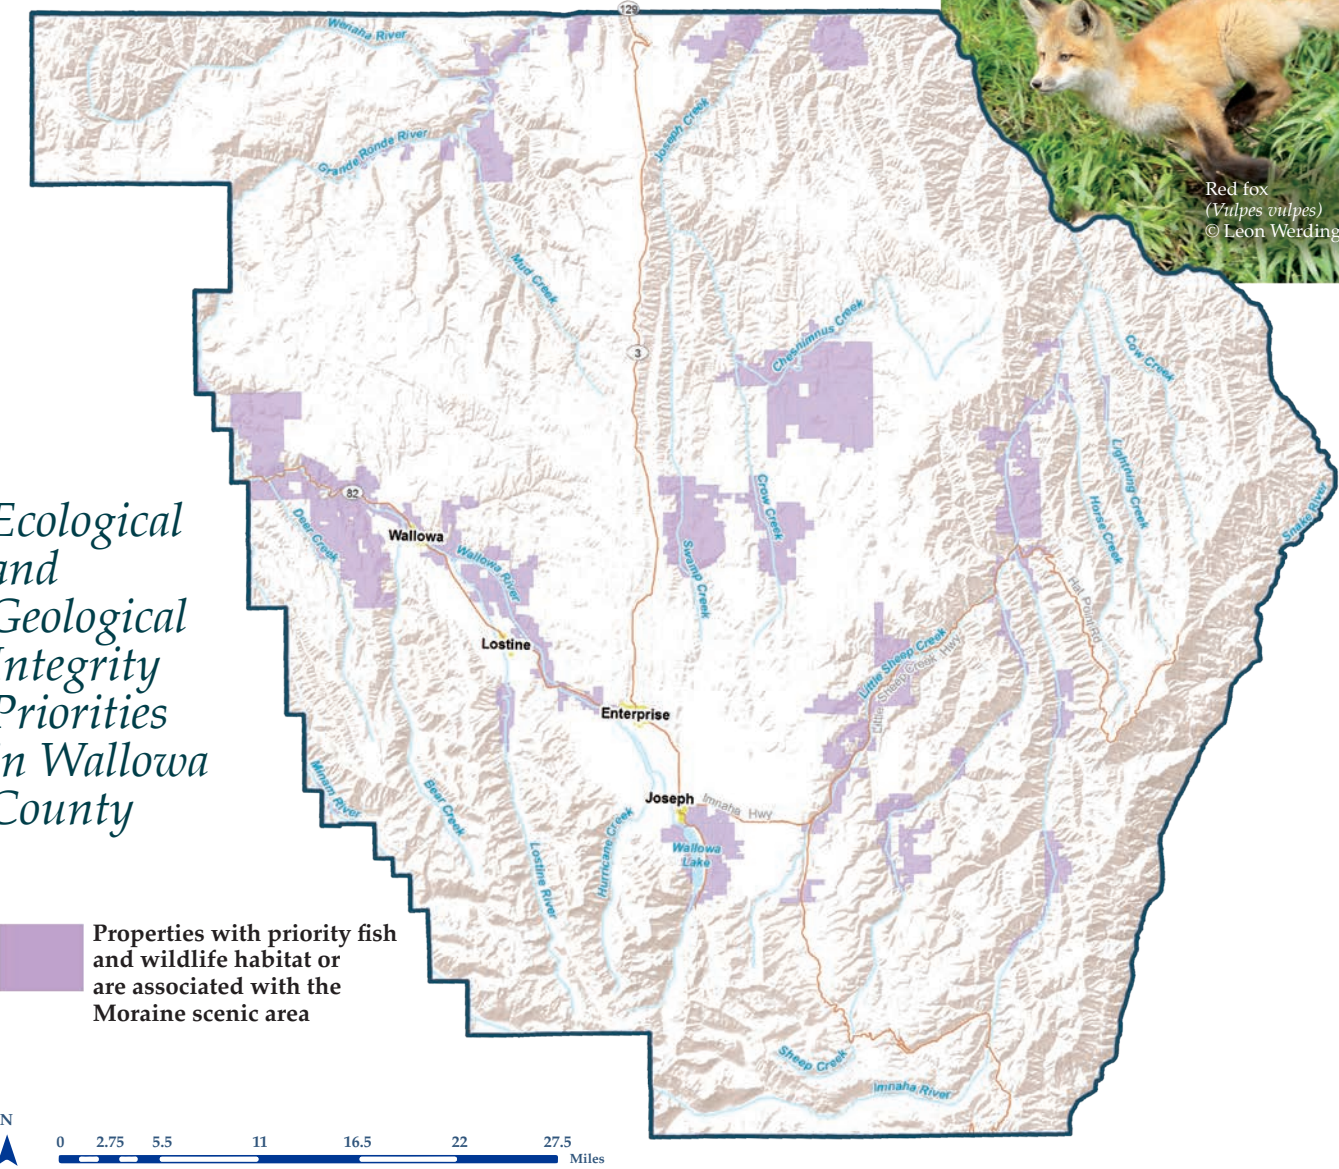 129
Wenaha River
Joseph Creek
Grande Ronde River
Red fox
(Vulpes vulpes)
© Leon Werding
Mud Creek
Chesnimnus Creek
3
Cow Creek
82
Wallowa
Deer Creek
Wallowa River
Crow Creek
Swamp Creek
Lightning Creek
Horse Creek
Snake River
Hat Point Rd
Ecological
and
Geological
Integrity
Priorities
in Wallowa
County
Lostine
Little Sheep Creek
Little Sheep Creek Hwy
Enterprise
Minam River
Bear Creek
Joseph
Imnaha Hwy
Hurricane Creek
Lostine River
Wallowa
Lake
Properties with priority fish
and wildlife habitat or
are associated with the
Moraine scenic area
Sheep Creek
Imnaha River
N
0 2.75 5.5 11 16.5 22 27.5
Miles